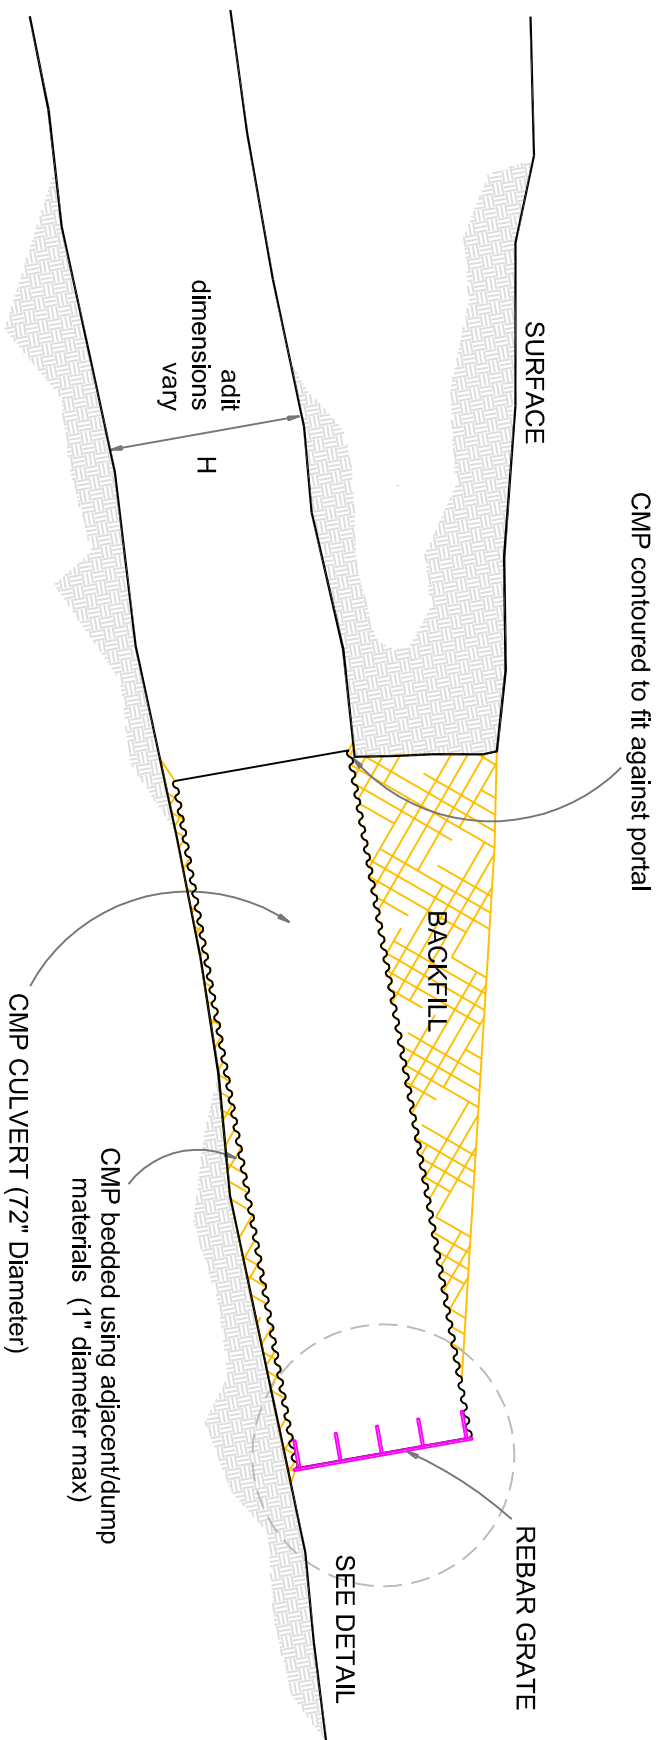 CMP contoured to fit against portal
SURFACE
adit
dimensions
vary
H
BACKFILL
REBAR GRATE
SEE DETAIL
CMP bedded using adjacent/dump
materials (1" diameter max)
CMP CULVERT (72" Diameter)